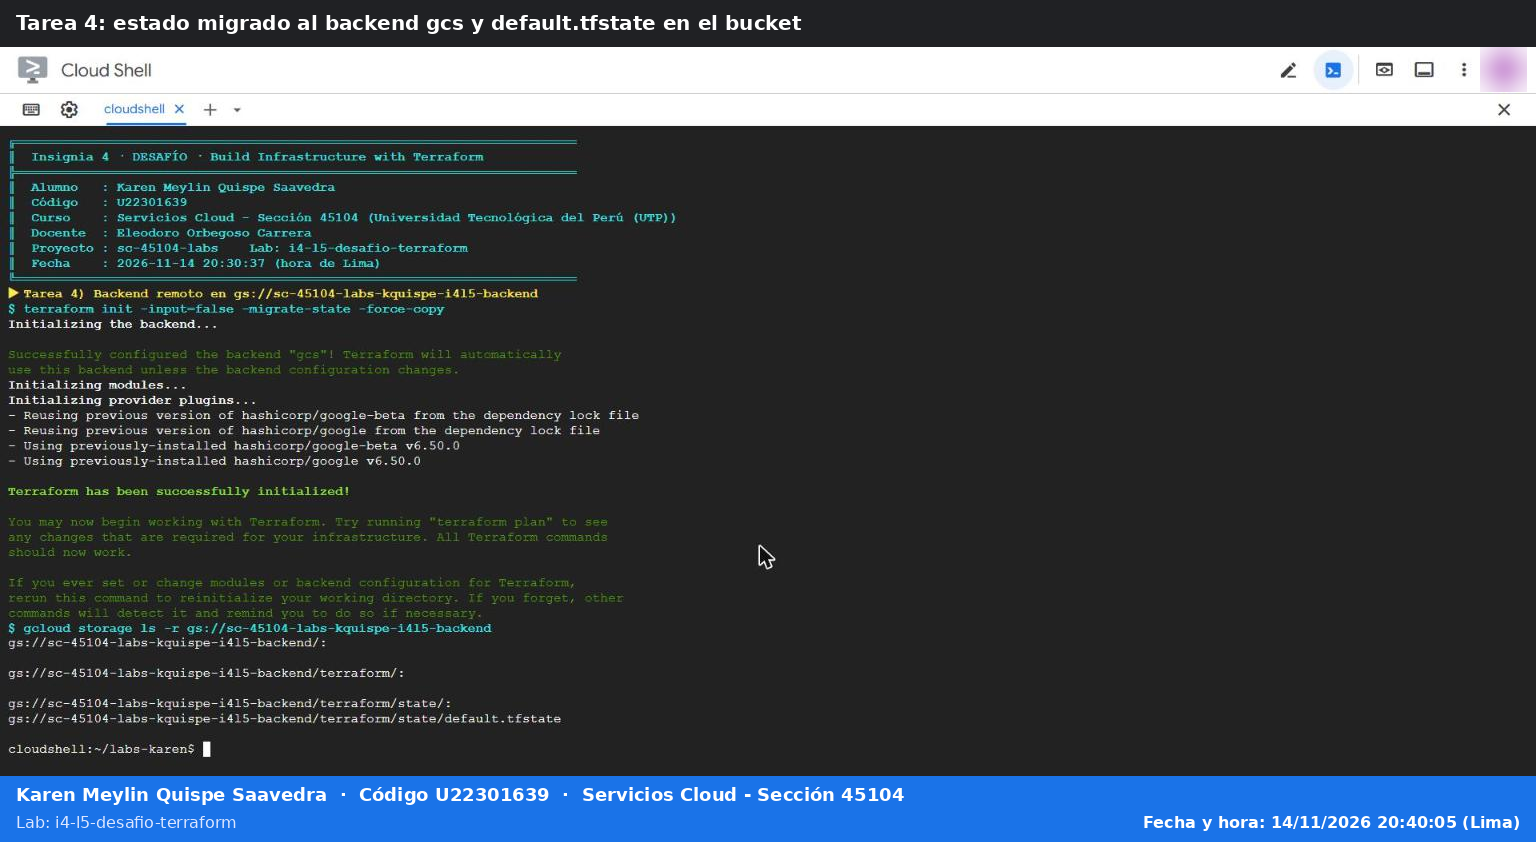 Tarea 4: estado migrado al backend gcs y default.tfstate en el bucket
Cloud Shell
cloudshell
Insignia 4 · DESAFÍO · Build Infrastructure with Terraform
Alumno : Karen Meylin Quispe Saavedra
Código : U22301639
Curso : Servicios Cloud - Sección 45104 (Universidad Tecnológica del Perú (UTP))
Docente : Eleodoro Orbegoso Carrera
Proyecto : sc-45104-labs Lab: i4-l5-desafio-terraform
Fecha : 2026-11-14 20:30:37 (hora de Lima)
▶ Tarea 4) Backend remoto en gs://sc-45104-labs-kquispe-i4l5-backend
$ terraform init -input=false -migrate-state -force-copy
Initializing the backend...
Successfully configured the backend "gcs"! Terraform will automatically
use this backend unless the backend configuration changes.
Initializing modules...
Initializing provider plugins...
- Reusing previous version of hashicorp/google-beta from the dependency lock file
- Reusing previous version of hashicorp/google from the dependency lock file
- Using previously-installed hashicorp/google-beta v6.50.0
- Using previously-installed hashicorp/google v6.50.0
Terraform has been successfully initialized!
You may now begin working with Terraform. Try running "terraform plan" to see
any changes that are required for your infrastructure. All Terraform commands
should now work.
If you ever set or change modules or backend configuration for Terraform,
rerun this command to reinitialize your working directory. If you forget, other
commands will detect it and remind you to do so if necessary.
$ gcloud storage ls -r gs://sc-45104-labs-kquispe-i4l5-backend
gs://sc-45104-labs-kquispe-i4l5-backend/:
gs://sc-45104-labs-kquispe-i4l5-backend/terraform/:
gs://sc-45104-labs-kquispe-i4l5-backend/terraform/state/:
gs://sc-45104-labs-kquispe-i4l5-backend/terraform/state/default.tfstate
cloudshell:~/labs-karen$
Karen Meylin Quispe Saavedra · Código U22301639 · Servicios Cloud - Sección 45104
Lab: i4-l5-desafio-terraform
Fecha y hora: 14/11/2026 20:40:05 (Lima)